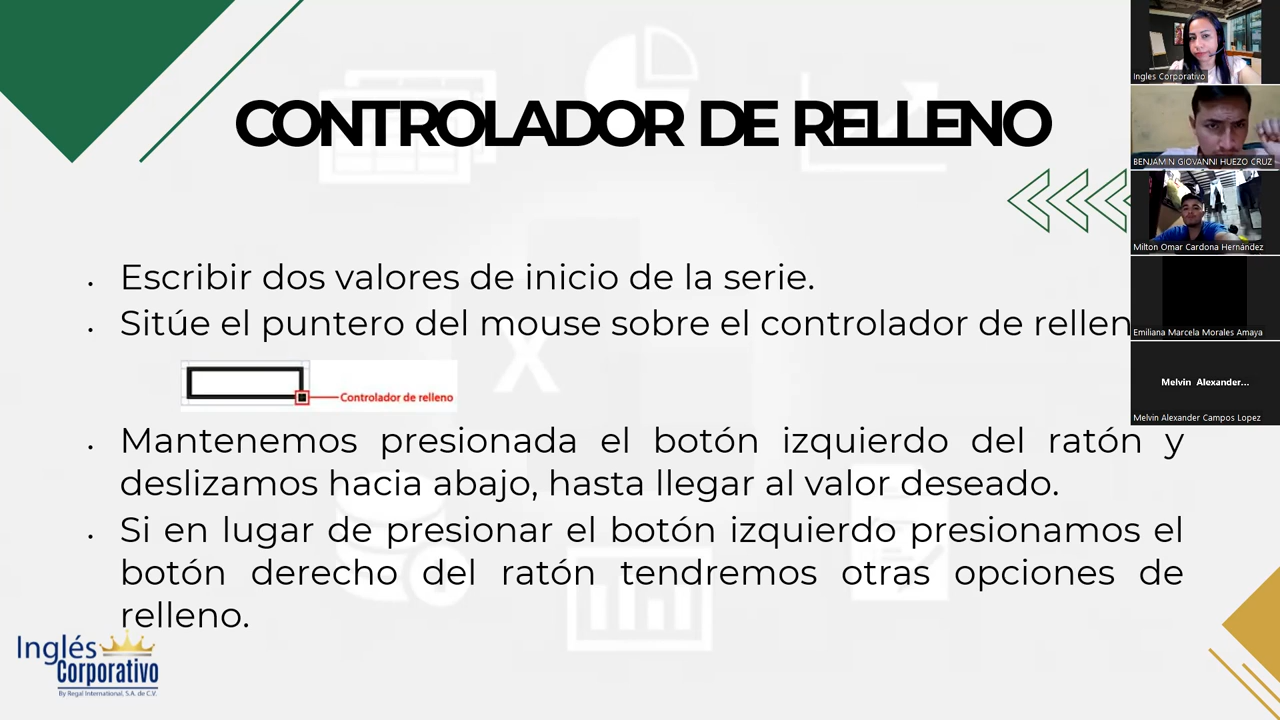 CONTROLADOR DE RELLENO
Escribir dos valores de inicio de la serie.
Sitúe el puntero del mouse sobre el controlador de rellen
Controlador de relleno
Mantenemos presionada el botón izquierdo del ratón y
deslizamos hacia abajo, hasta llegar al valor deseado.
Si en lugar de presionar el botón izquierdo presionamos el
botón derecho del ratón tendremos otras opciones de
relleno.
Inglés
Corporativo
By Regal International, S.A. de C.V.
Ingles Corporativo
BENJAMIN GIOVANNI HUEZO CRUZ
Milton Omar Cardona Hernández
Emiliana Marcela Morales Amaya
Melvin Alexander...
Melvin Alexander Campos Lopez